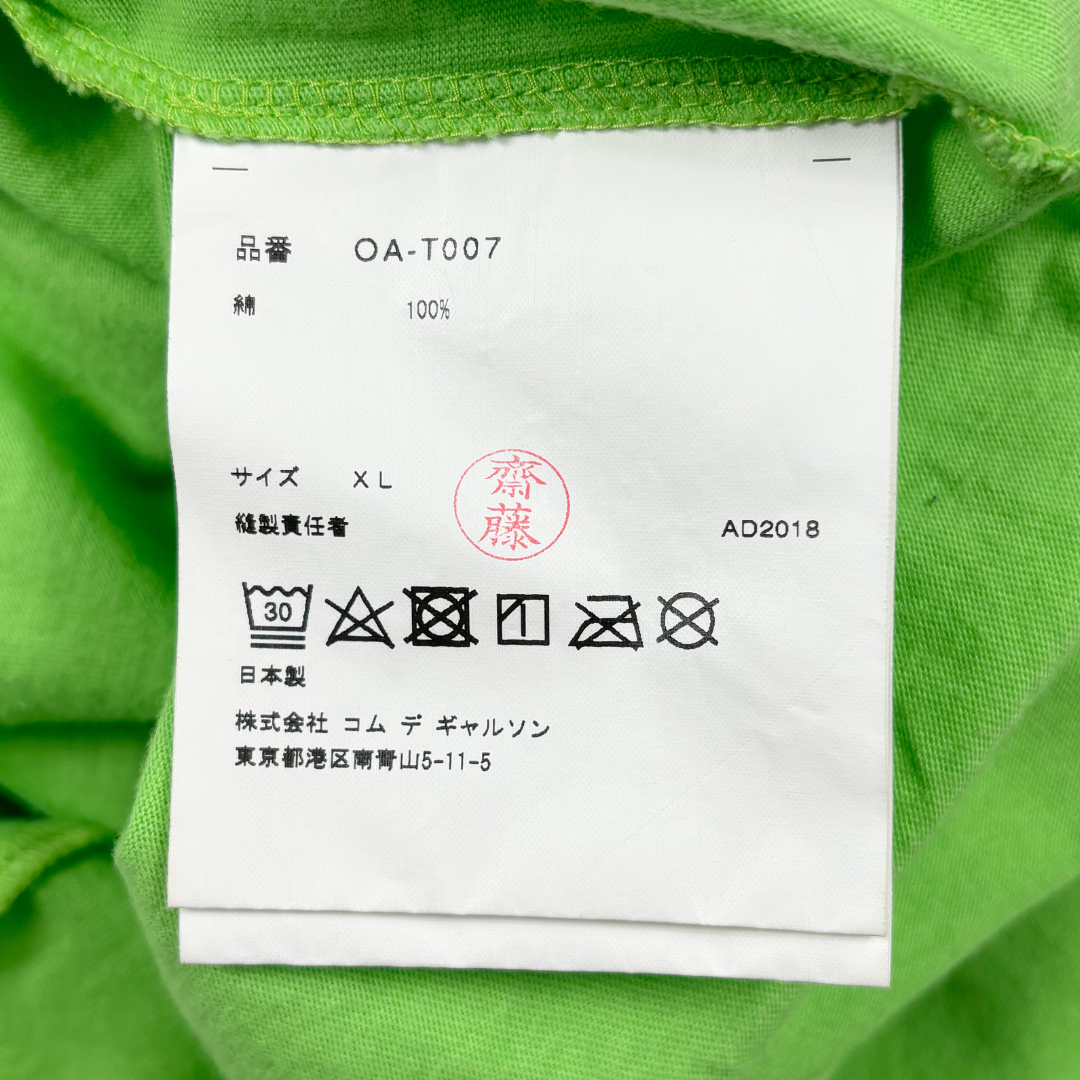 品番 OA-T007
綿 100%
サイズ XL
齋藤
縫製責任者
AD2018
30
日本製
株式会社 コム デ ギャルソン
東京都港区南青山5-11-5